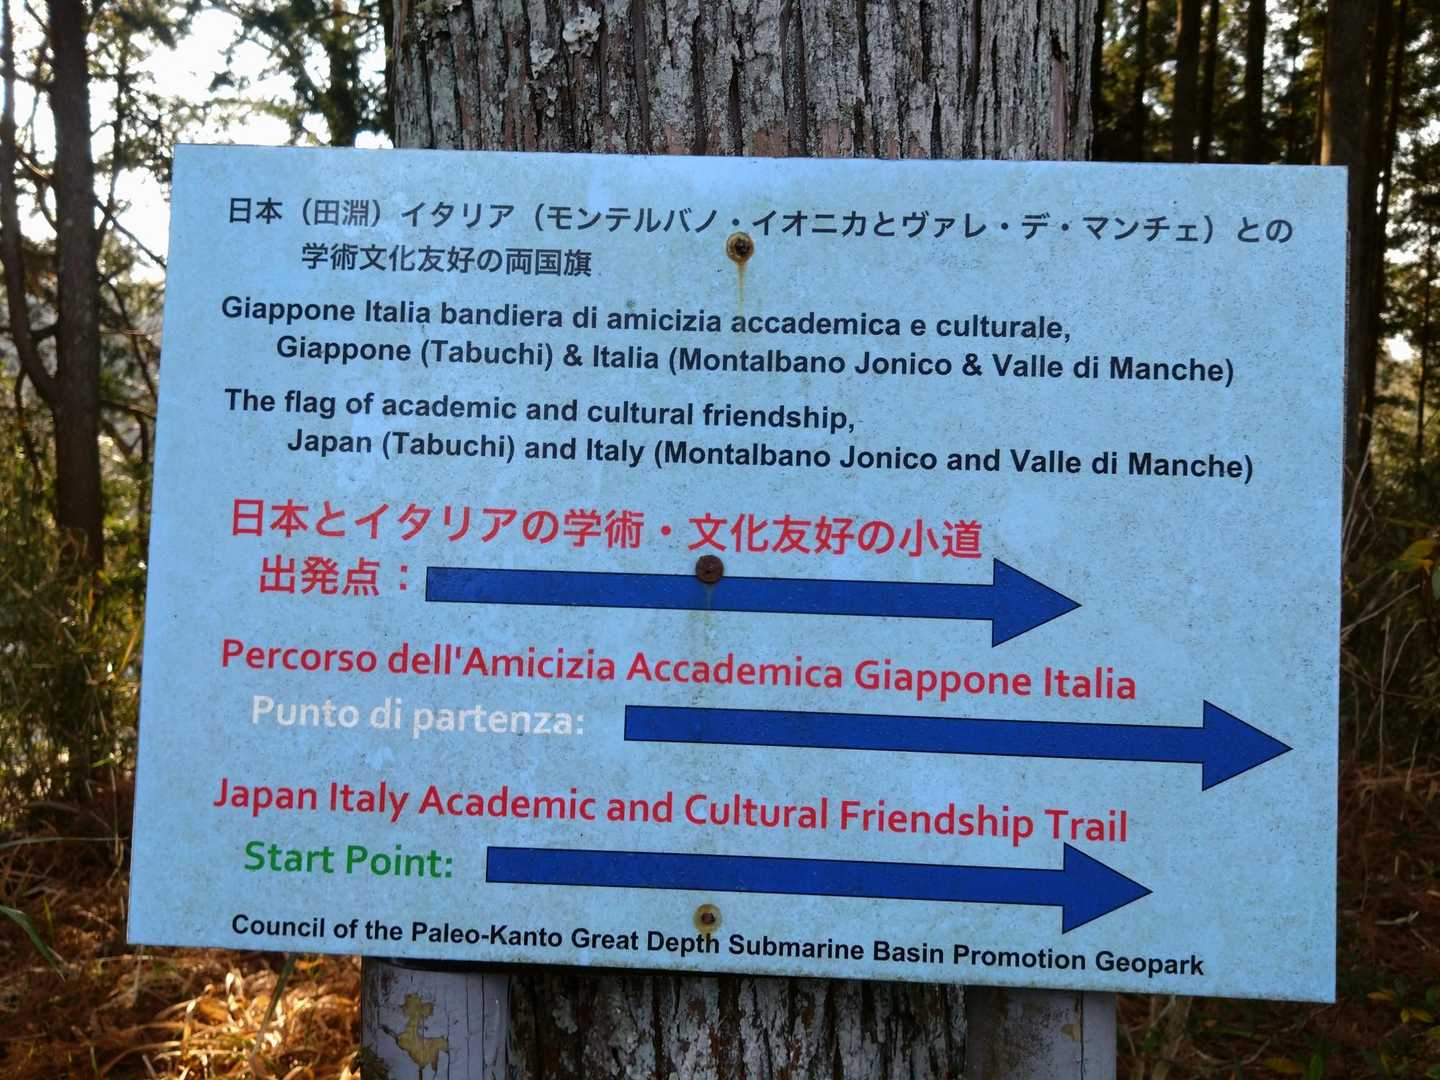 日本（田淵）イタリア（モンテルバノ・イオニカとヴァレ・デ・マンチェ）との
学術文化友好の両国旗
Giappone Italia bandiera di amicizia accademica e culturale,
Giappone (Tabuchi) & Italia (Montalbano Jonico & Valle di Manche)
The flag of academic and cultural friendship,
Japan (Tabuchi) and Italy (Montalbano Jonico and Valle di Manche)
日本とイタリアの学術・文化友好の小道
出発点：
Percorso dell'Amicizia Accademica Giappone Italia
Punto di partenza:
Japan Italy Academic and Cultural Friendship Trail
Start Point:
Council of the Paleo-Kanto Great Depth Submarine Basin Promotion Geopark